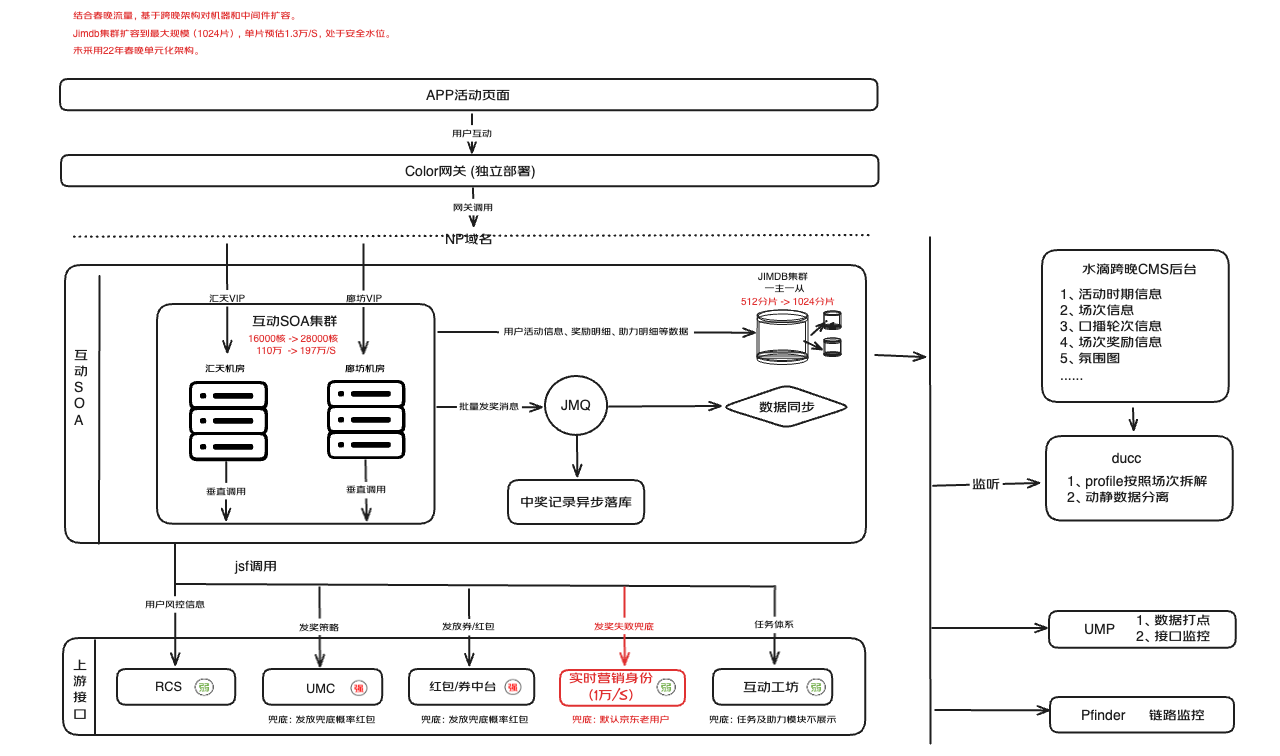 结合春晚流量，基于跨晚架构对机器和中间件扩容。
Jimdb集群扩容到最大规模（1024片），单片预估1.3万/S、处于安全水位。
未采用22年春晚单元化架构。
APP活动页面
用户互动
Color网关 (独立部署)
网关调用
NP域名
互动SOA
汇天VIP
廊坊VIP
互动SOA集群
16000核 -> 28000核
110万 -> 197万/S
汇天机房
廊坊机房
垂直调用
垂直调用
用户活动信息、奖励明细、助力明细等数据
JIMDB集群
一主一从
512分片 -> 1024分片
批量发奖消息
JMQ
数据同步
中奖记录异步落库
jsf调用
用户风控信息
发奖策略
发放券/红包
发奖失败兜底
任务体系
上游接口
RCS
弱
UMC
强
红包/券中台
强
实时营销身份
（1万/S）
弱
互动工坊
弱
兜底：发放兜底概率红包
兜底：发放兜底概率红包
兜底：默认京东老用户
兜底：任务及助力模块不展示
水滴跨晚CMS后台
1、活动时期信息
2、场次信息
3、口播轮次信息
4、场次奖励信息
5、氛围图
......
监听
ducc
1、profile按照场次拆解
2、动静数据分离
UMP
1、数据打点
2、接口监控
Pfinder 链路监控